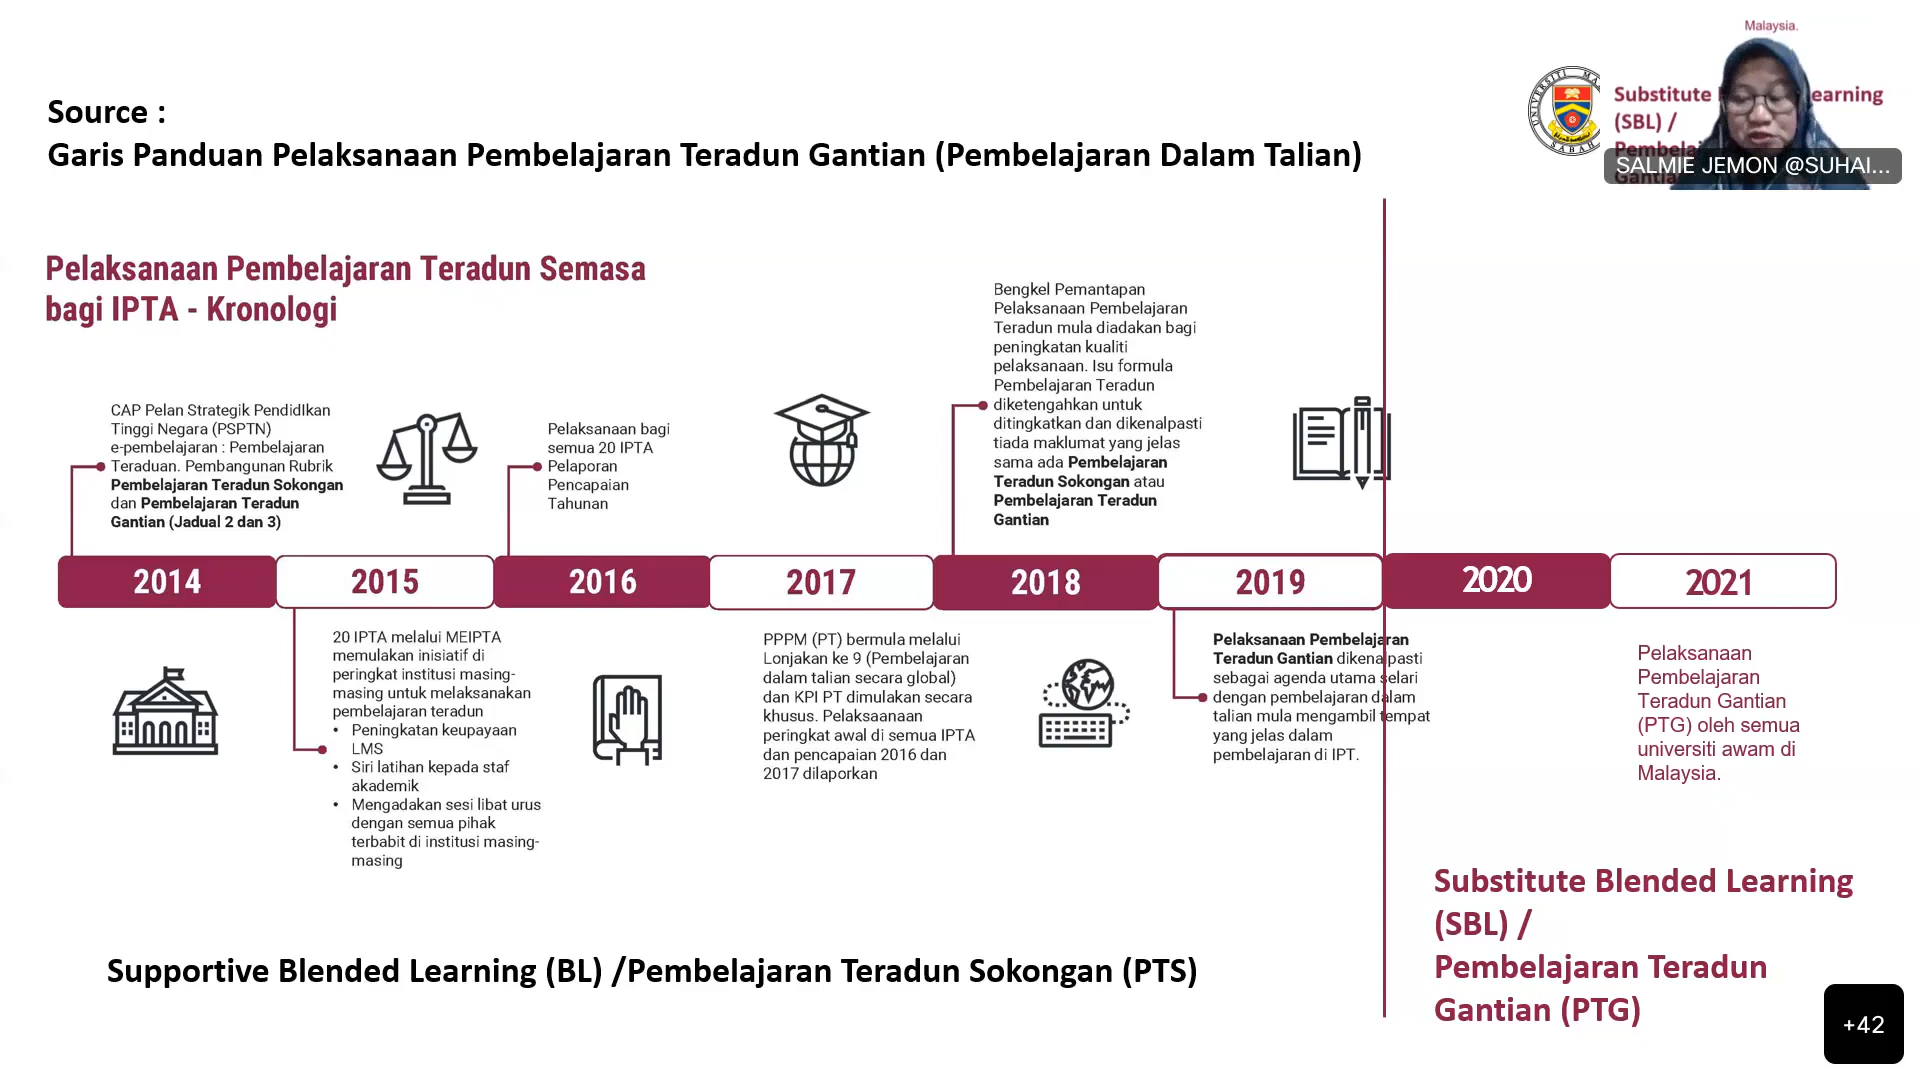 Malaysia.
Source :
Garis Panduan Pelaksanaan Pembelajaran Teradun Gantian (Pembelajaran Dalam Talian)
UNIVERSITI MA
SABAH
Substitute earning
(SBL) /
Pembela
Gantia
SALMIE JEMON @SUHAI...
Pelaksanaan Pembelajaran Teradun Semasa
bagi IPTA - Kronologi
CAP Pelan Strategik PendidIkan
Tinggi Negara (PSPTN)
e-pembelajaran : Pembelajaran
Teraduan. Pembangunan Rubrik
Pembelajaran Teradun Sokongan
dan Pembelajaran Teradun
Gantian (Jadual 2 dan 3)
Pelaksanaan bagi
semua 20 IPTA
Pelaporan
Pencapaian
Tahunan
Bengkel Pemantapan
Pelaksanaan Pembelajaran
Teradun mula diadakan bagi
peningkatan kualiti
pelaksanaan. Isu formula
Pembelajaran Teradun
diketengahkan untuk
ditingkatkan dan dikenalpasti
tiada maklumat yang jelas
sama ada Pembelajaran
Teradun Sokongan atau
Pembelajaran Teradun
Gantian
2014
2015
2016
2017
2018
2019
2020
2021
20 IPTA melalui MEIPTA
memulakan inisiatif di
peringkat institusi masing-
masing untuk melaksanakan
pembelajaran teradun
• Peningkatan keupayaan
LMS
• Siri latihan kepada staf
akademik
• Mengadakan sesi libat urus
dengan semua pihak
terbabit di institusi masing-
masing
PPPM (PT) bermula melalui
Lonjakan ke 9 (Pembelajaran
dalam talian secara global)
dan KPI PT dimulakan secara
khusus. Pelaksaanaan
peringkat awal di semua IPTA
dan pencapaian 2016 dan
2017 dilaporkan
Pelaksanaan Pembelajaran
Teradun Gantian dikenalpasti
sebagai agenda utama selari
dengan pembelajaran dalam
talian mula mengambil tempat
yang jelas dalam
pembelajaran di IPT.
Pelaksanaan
Pembelajaran
Teradun Gantian
(PTG) oleh semua
universiti awam di
Malaysia.
Supportive Blended Learning (BL) /Pembelajaran Teradun Sokongan (PTS)
Substitute Blended Learning
(SBL) /
Pembelajaran Teradun
Gantian (PTG)
+42